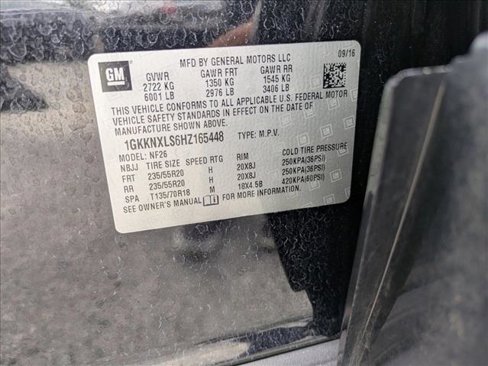 GM
MFD BY GENERAL MOTORS LLC 09/16
GVWR GAWR FRT GAWR RR
2722 KG 1350 KG 1545 KG
6001 LB 2976 LB 3406 LB
THIS VEHICLE CONFORMS TO ALL APPLICABLE U.S. FEDERAL MOTOR
VEHICLE SAFETY STANDARDS IN EFFECT ON THE DATE OF
MANUFACTURE SHOWN ABOVE.
1GKKNXLS6HZ165448 TYPE: M.P.V.
MODEL: NF26
NBJJ TIRE SIZE SPEED RTG RIM COLD TIRE PRESSURE
FRT 235/55R20 H 20X8J 250KPA(36PSI)
RR 235/55R20 H 20X8J 250KPA(36PSI)
SPA T135/70R18 M 18X4.5B 420KPA(60PSI)
SEE OWNER'S MANUAL FOR MORE INFORMATION.